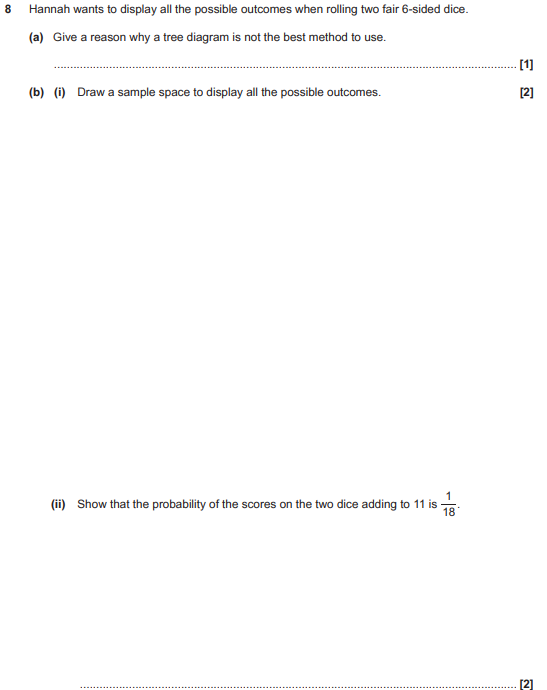 8 Hannah wants to display all the possible outcomes when rolling two fair 6-sided dice.
(a) Give a reason why a tree diagram is not the best method to use.
.......................................................................................................................................... [1]
(b) (i) Draw a sample space to display all the possible outcomes. [2]
(ii) Show that the probability of the scores on the two dice adding to 11 is 1/18.
.......................................................................................................................................... [2]